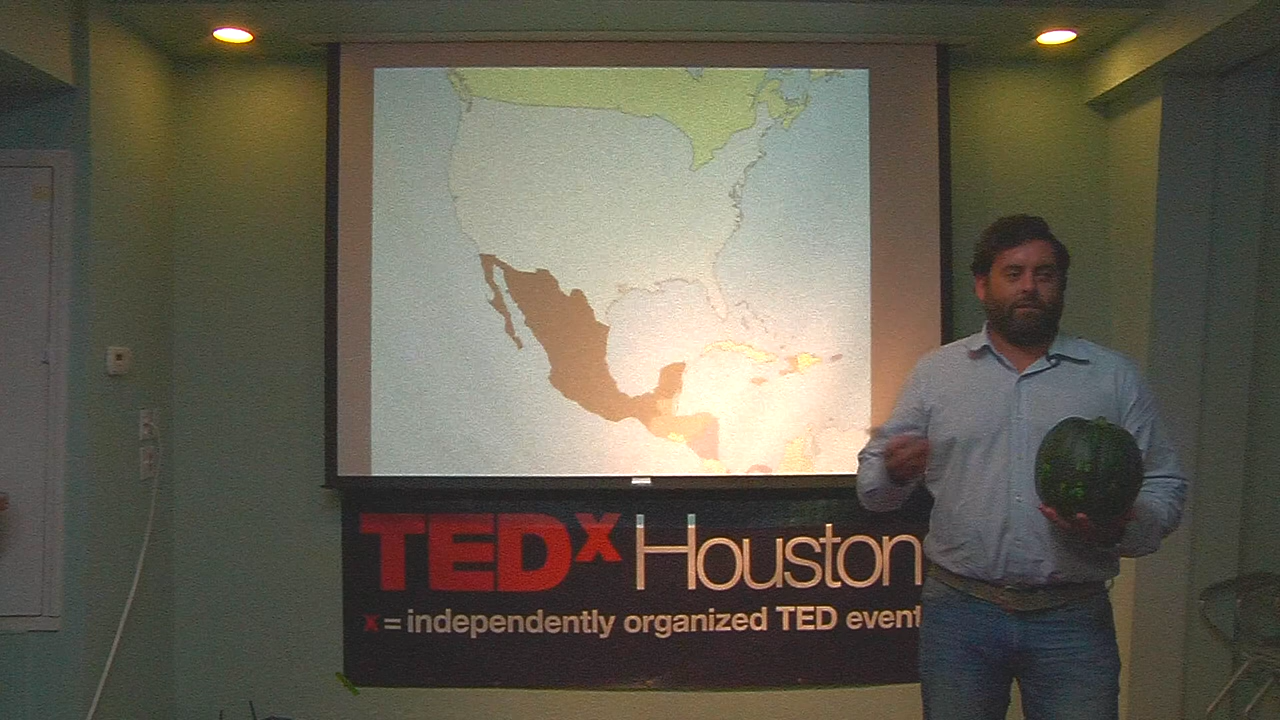 TEDx Houston
x = independently organized TED event